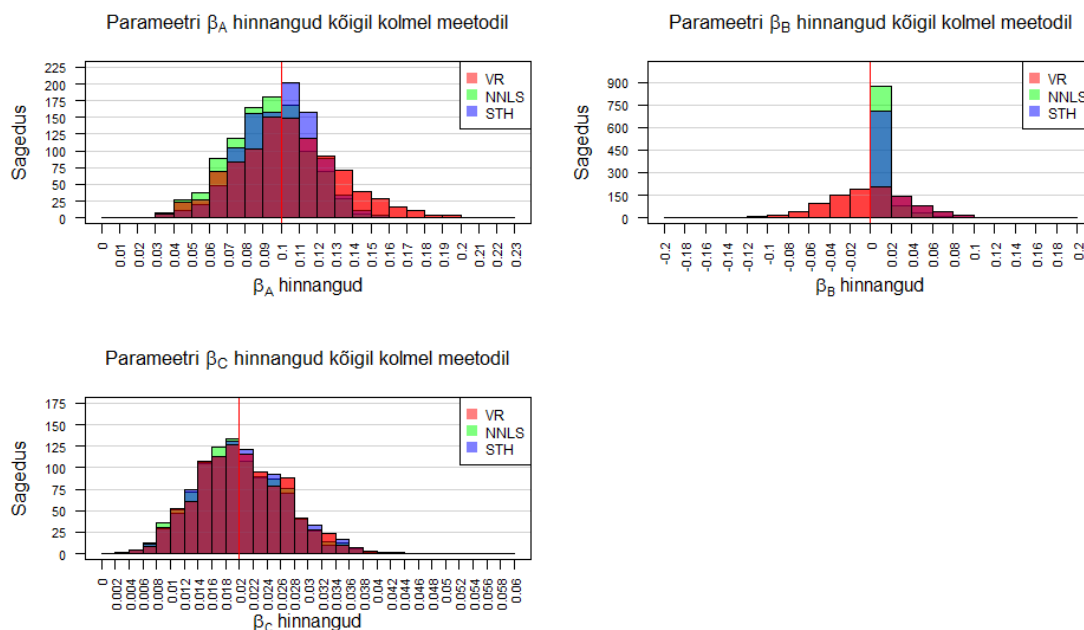 Parameetri βA hinnangud kõigil kolmel meetodil
Sagedus
225
200
175
150
125
100
75
50
25
0
VR
NNLS
STH
0 0.01 0.02 0.03 0.04 0.05 0.06 0.07 0.08 0.09 0.1 0.11 0.12 0.13 0.14 0.15 0.16 0.17 0.18 0.19 0.2 0.21 0.22 0.23
βA hinnangud
Parameetri βB hinnangud kõigil kolmel meetodil
Sagedus
900
750
600
450
300
150
0
VR
NNLS
STH
-0.2 -0.18 -0.16 -0.14 -0.12 -0.1 -0.08 -0.06 -0.04 -0.02 0 0.02 0.04 0.06 0.08 0.1 0.12 0.14 0.16 0.18 0.2
βB hinnangud
Parameetri βC hinnangud kõigil kolmel meetodil
Sagedus
175
150
125
100
75
50
25
0
VR
NNLS
STH
0 0.002 0.004 0.006 0.008 0.01 0.012 0.014 0.016 0.018 0.02 0.022 0.024 0.026 0.028 0.03 0.032 0.034 0.036 0.038 0.04 0.042 0.044 0.046 0.048 0.05 0.052 0.054 0.056 0.058 0.06
βC hinnangud